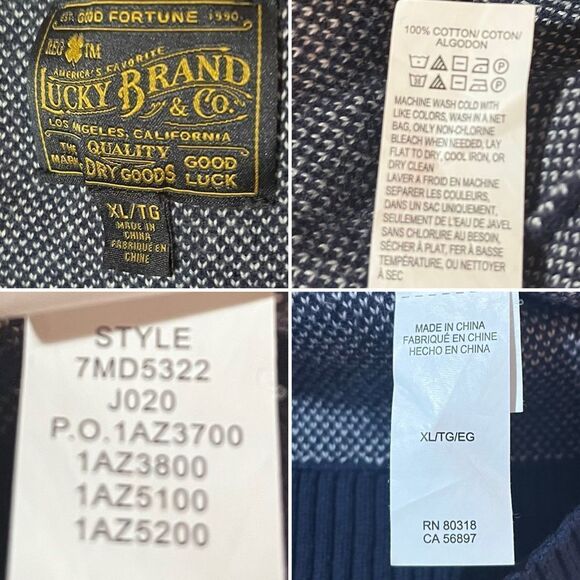 EST. GOOD FORTUNE 1990
REG TM
AMERICA'S FAVORITE
LUCKY BRAND
& CO.
LOS ANGELES, CALIFORNIA
THE QUALITY GOOD
MARK DRY GOODS LUCK
XL/TG
MADE IN
CHINA
FABRIQUÉ EN
CHINE
100% COTTON/ COTON/
ALGODON
MACHINE WASH COLD WITH
LIKE COLORS, WASH IN A NET
BAG, ONLY NON-CHLORINE
BLEACH WHEN NEEDED, LAY
FLAT TO DRY, COOL IRON, OR
DRY CLEAN
LAVER A FROID EN MACHINE
SEPARER LES COULEURS,
DANS UN SAC UNIQUEMENT,
SEULEMENT DE L'EAU DE JAVEL
SANS CHLORURE AU BESOIN,
SÉCHER À PLAT, FER À BASSE
TEMPÉRATURE, OU NETTOYER
À SEC
STYLE
7MD5322
J020
P.O.1AZ3700
1AZ3800
1AZ5100
1AZ5200
MADE IN CHINA
FABRIQUÉ EN CHINE
HECHO EN CHINA
XL/TG/EG
RN 80318
CA 56897